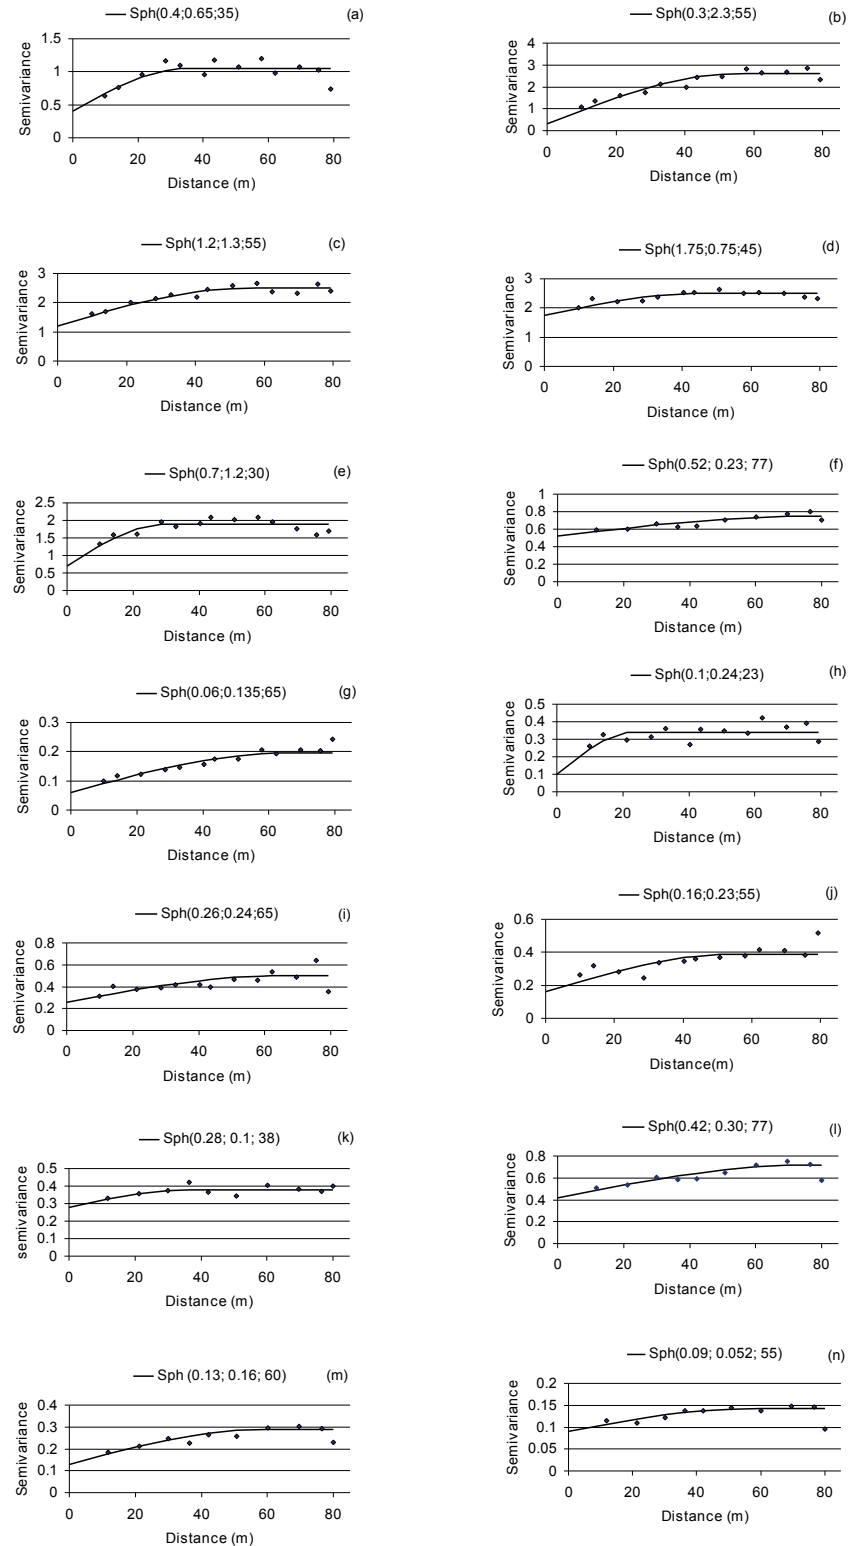 Sph(0.4;0.65;35) (a)
1.5
1
0.5
0
Semivariance
0 20 40 60 80
Distance (m)
Sph(0.3;2.3;55) (b)
4
3
2
1
0
Semivariance
0 20 40 60 80
Distance (m)
Sph(1.2;1.3;55) (c)
3
2
1
0
Semivariance
0 20 40 60 80
Distance (m)
Sph(1.75;0.75;45) (d)
3
2
1
0
Semivariance
0 20 40 60 80
Distance (m)
Sph(0.7;1.2;30) (e)
2.5
2
1.5
1
0.5
0
Semivariance
0 20 40 60 80
Distance (m)
Sph(0.52; 0.23; 77) (f)
1
0.8
0.6
0.4
0.2
0
Semivariance
0 20 40 60 80
Distance (m)
Sph(0.06;0.135;65) (g)
0.3
0.2
0.1
0
Semivariance
0 20 40 60 80
Distance (m)
Sph(0.1;0.24;23) (h)
0.5
0.4
0.3
0.2
0.1
0
Semivariance
0 20 40 60 80
Distance (m)
Sph(0.26;0.24;65) (i)
0.8
0.6
0.4
0.2
0
Semivariance
0 20 40 60 80
Distance (m)
Sph(0.16;0.23;55) (j)
0.6
0.4
0.2
0
Semivariance
0 20 40 60 80
Distance(m)
Sph(0.28; 0.1; 38) (k)
0.5
0.4
0.3
0.2
0.1
0
semivariance
0 20 40 60 80
Distance (m)
Sph(0.42; 0.30; 77) (l)
0.8
0.6
0.4
0.2
0
Semivariance
0 20 40 60 80
Distance (m)
Sph (0.13; 0.16; 60) (m)
0.4
0.3
0.2
0.1
0
Semivariance
0 20 40 60 80
Distance (m)
Sph(0.09; 0.052; 55) (n)
0.2
0.15
0.1
0.05
0
Semivariance
0 20 40 60 80
Distance (m)